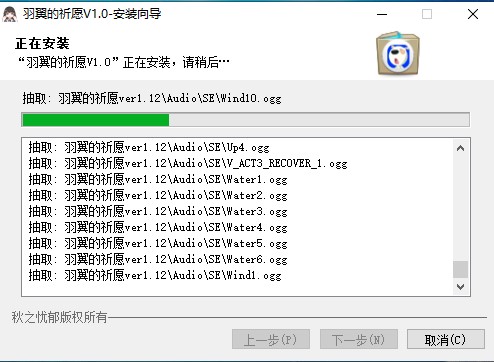 羽翼的祈愿V1.0-安装向导
正在安装
“羽翼的祈愿V1.0”正在安装，请稍后…
抽取: 羽翼的祈愿ver1.12\Audio\SE\Wind10.ogg
抽取: 羽翼的祈愿ver1.12\Audio\SE\Up4.ogg
抽取: 羽翼的祈愿ver1.12\Audio\SE\V_ACT3_RECOVER_1.ogg
抽取: 羽翼的祈愿ver1.12\Audio\SE\Water1.ogg
抽取: 羽翼的祈愿ver1.12\Audio\SE\Water2.ogg
抽取: 羽翼的祈愿ver1.12\Audio\SE\Water3.ogg
抽取: 羽翼的祈愿ver1.12\Audio\SE\Water4.ogg
抽取: 羽翼的祈愿ver1.12\Audio\SE\Water5.ogg
抽取: 羽翼的祈愿ver1.12\Audio\SE\Water6.ogg
抽取: 羽翼的祈愿ver1.12\Audio\SE\Wind1.ogg
秋之忧郁版权所有
上一步(P) 下一步(N) 取消(C)